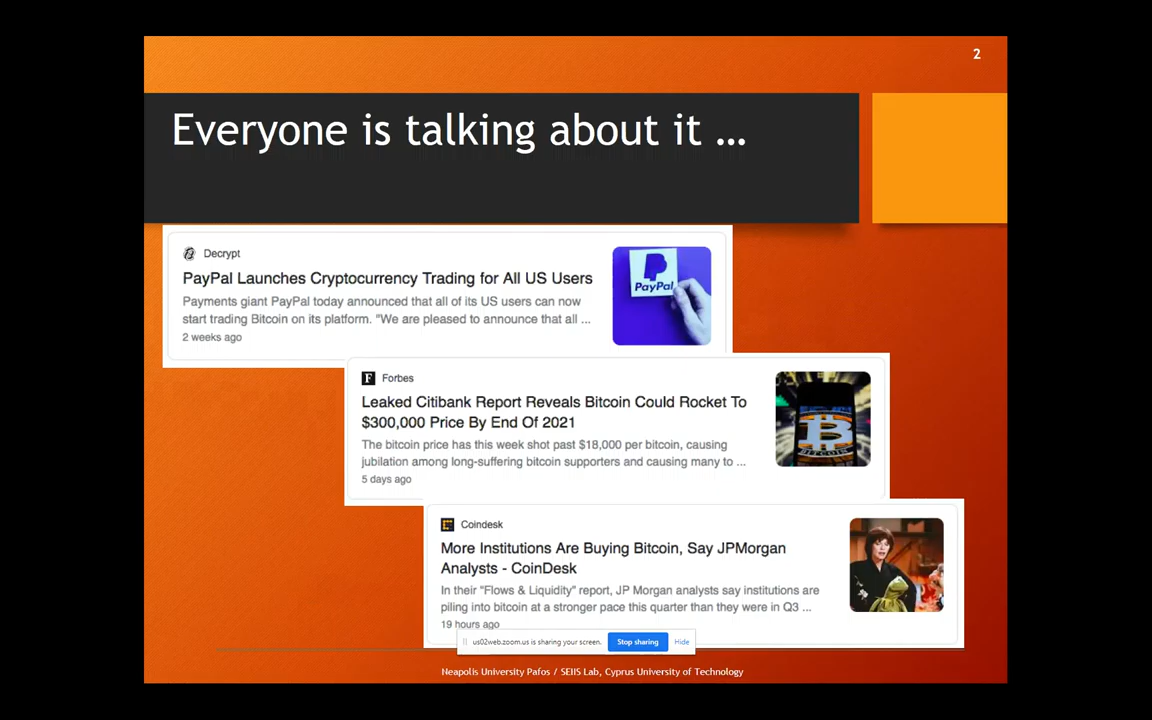 2
Everyone is talking about it ...
Decrypt
PayPal Launches Cryptocurrency Trading for All US Users
Payments giant PayPal today announced that all of its US users can now
start trading Bitcoin on its platform. "We are pleased to announce that all ...
2 weeks ago
PayPal
Forbes
Leaked Citibank Report Reveals Bitcoin Could Rocket To
$300,000 Price By End Of 2021
The bitcoin price has this week shot past $18,000 per bitcoin, causing
jubilation among long-suffering bitcoin supporters and causing many to ...
5 days ago
BITCOIN
Coindesk
More Institutions Are Buying Bitcoin, Say JPMorgan
Analysts - CoinDesk
In their "Flows & Liquidity" report, JP Morgan analysts say institutions are
piling into bitcoin at a stronger pace this quarter than they were in Q3 ...
19 hours ago
us02web.zoom.us is sharing your screen. Stop sharing Hide
Neapolis University Pafos / SEIIS Lab, Cyprus University of Technology